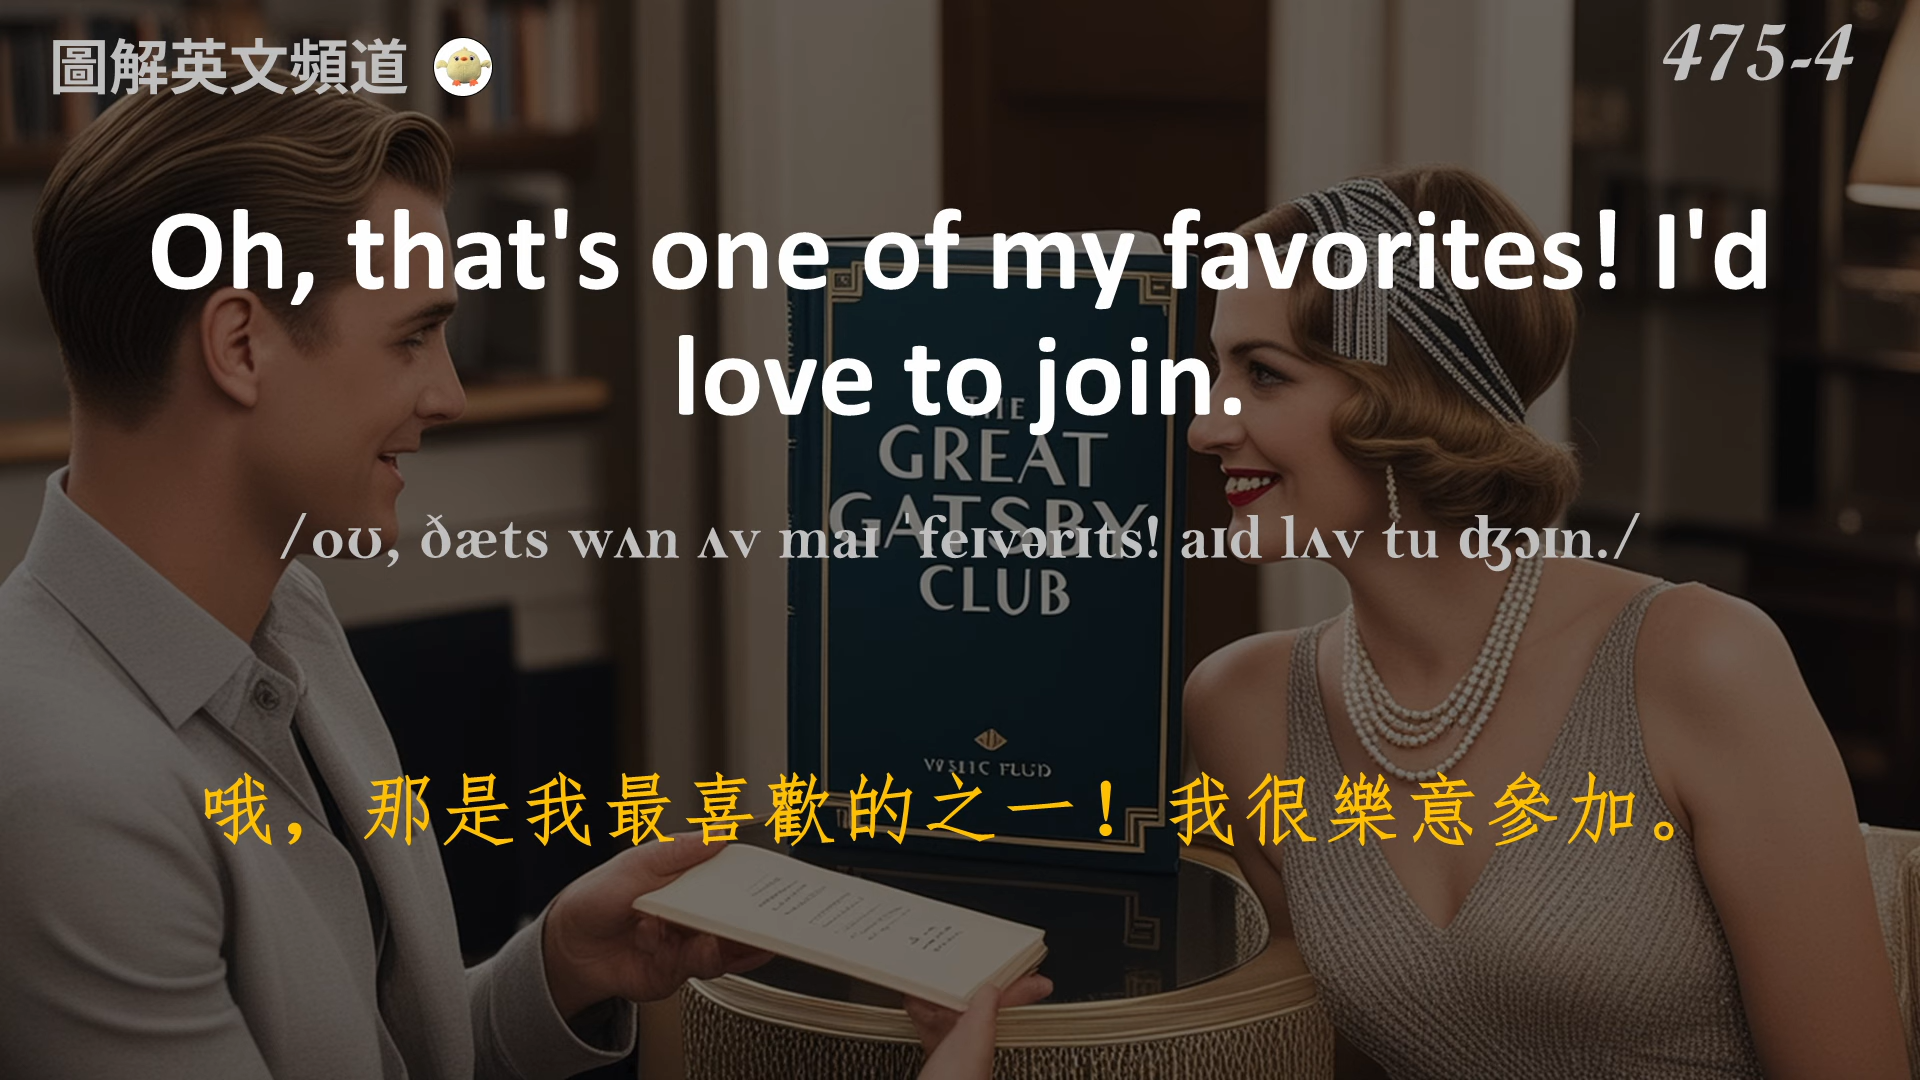 圖解英文頻道
475-4
Oh, that's one of my favorites! I'd
love to join.
THE
GREAT
GATSBY
CLUB
/oʊ, ðæts wʌn ʌv maɪ ˈfeɪvərɪts! aɪd lʌv tu ʤɔɪn./
哦，那是我最喜歡的之一！我很樂意參加。